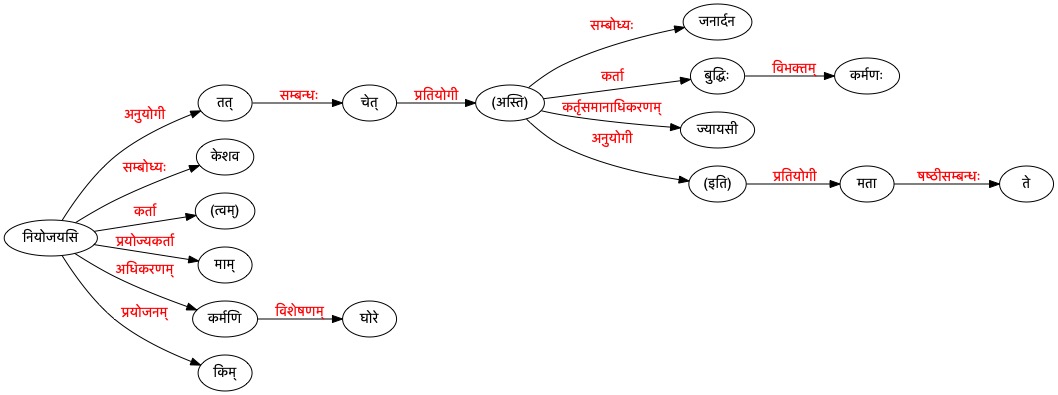 सम्बोध्यः
जनार्दन
कर्ता
बुद्धिः
विभक्तम्
कर्मणः
अनुयोगी
तत्
सम्बन्धः
चेत्
प्रतियोगी
(अस्ति)
कर्तृसमानाधिकरणम्
ज्यायसी
अनुयोगी
सम्बोध्यः
केशव
(इति)
प्रतियोगी
मता
षष्ठीसम्बन्धः
ते
कर्ता
(त्वम्)
नियोजयसि
प्रयोज्यकर्ता
माम्
अधिकरणम्
कर्मणि
विशेषणम्
घोरे
प्रयोजनम्
किम्